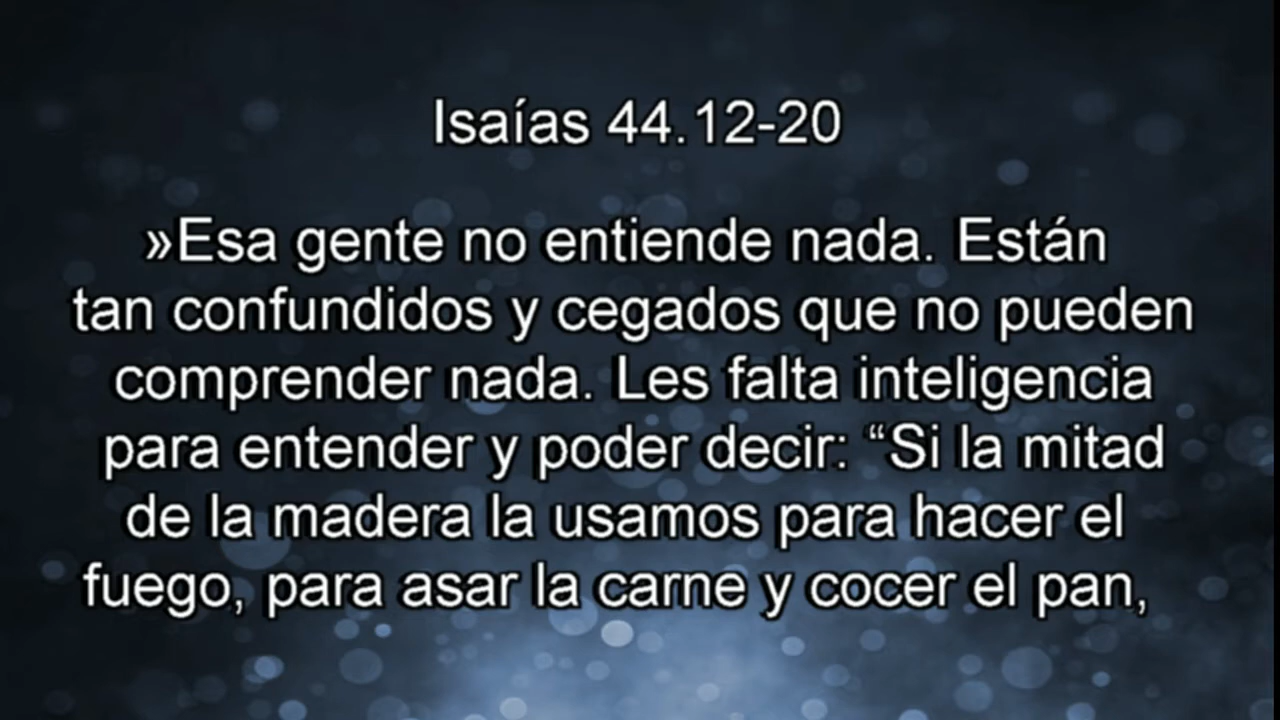 Isaías 44.12-20
»Esa gente no entiende nada. Están
tan confundidos y cegados que no pueden
comprender nada. Les falta inteligencia
para entender y poder decir: “Si la mitad
de la madera la usamos para hacer el
fuego, para asar la carne y cocer el pan,